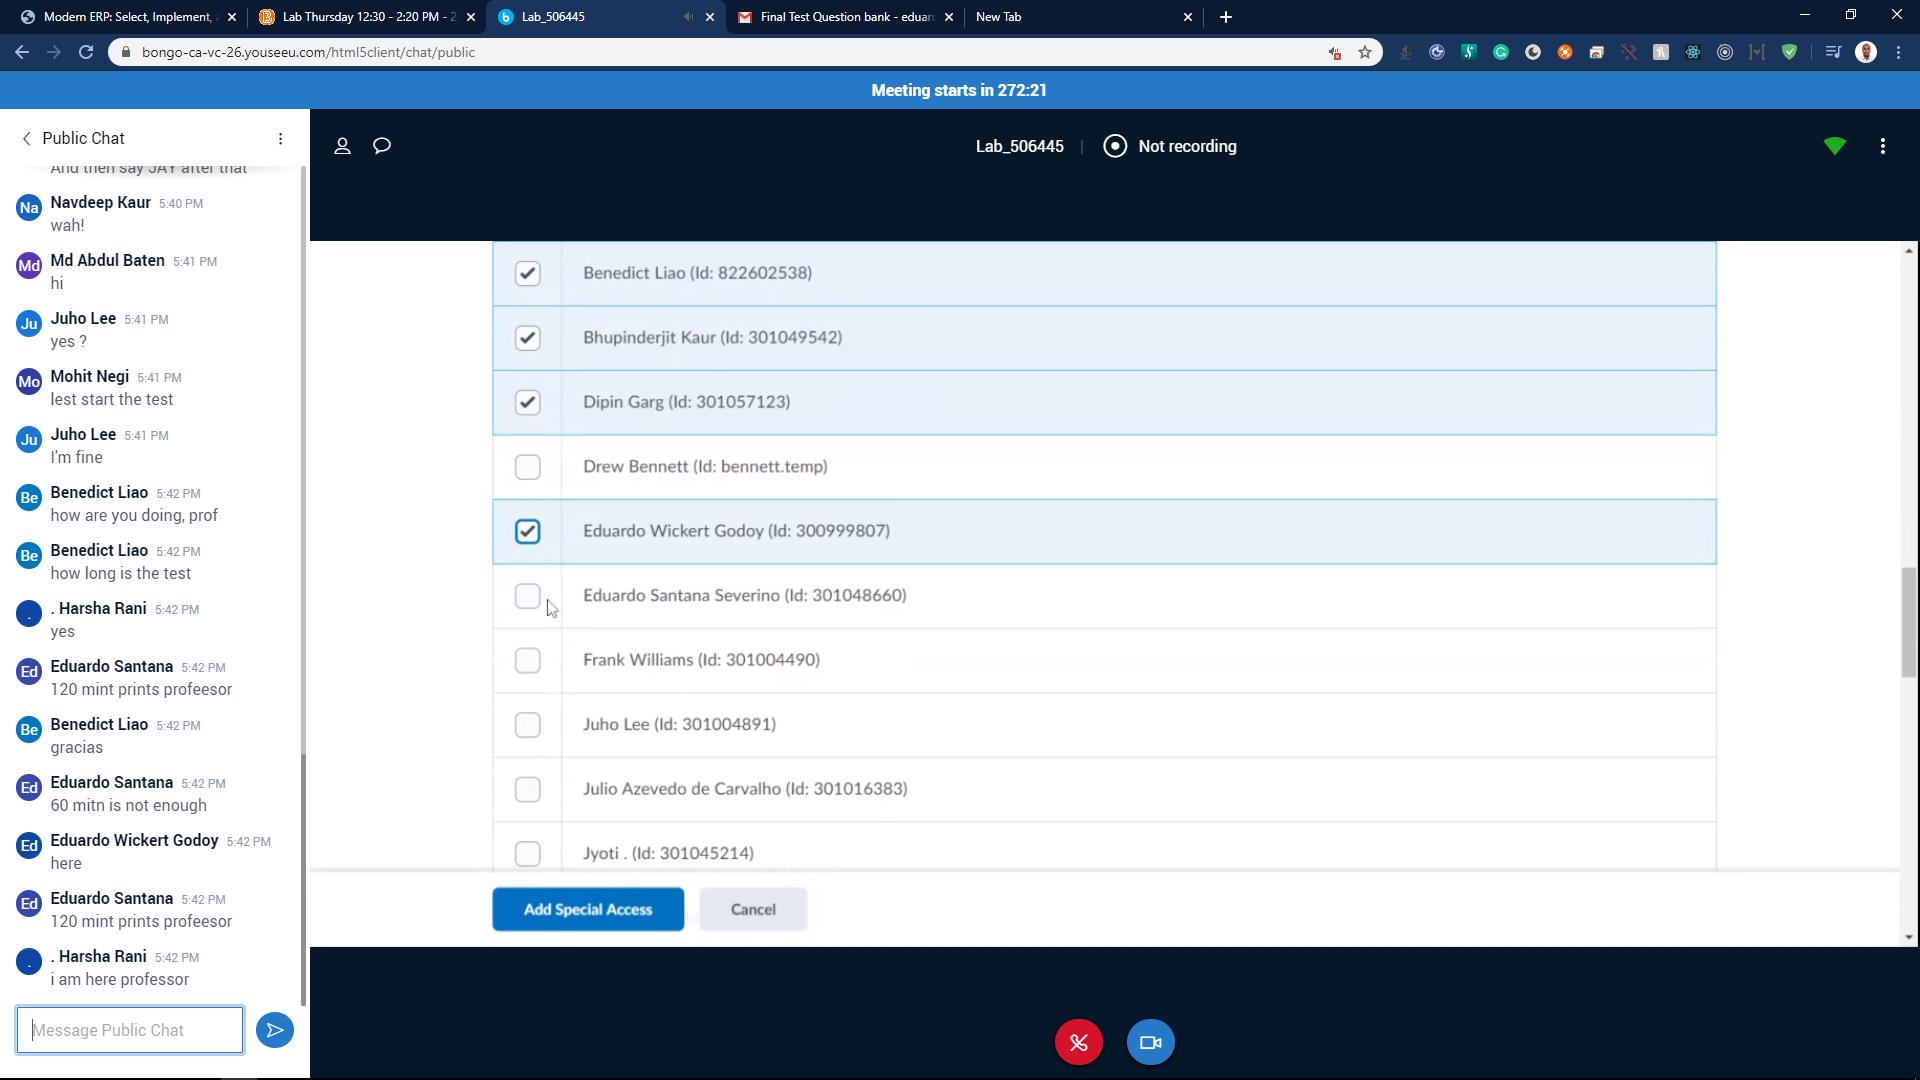 Modern ERP: Select, Implement,
Lab Thursday 12:30 - 2:20 PM - 2
Lab_506445
Final Test Question bank - eduar
New Tab
bongo-ca-vc-26.youseeu.com/html5client/chat/public
Meeting starts in 272:21
Public Chat
And then say JAY after that
Na
Navdeep Kaur 5:40 PM
wah!
Md
Md Abdul Baten 5:41 PM
hi
Ju
Juho Lee 5:41 PM
yes ?
Mo
Mohit Negi 5:41 PM
lest start the test
Ju
Juho Lee 5:41 PM
I'm fine
Be
Benedict Liao 5:42 PM
how are you doing, prof
Be
Benedict Liao 5:42 PM
how long is the test
.
. Harsha Rani 5:42 PM
yes
Ed
Eduardo Santana 5:42 PM
120 mint prints profeesor
Be
Benedict Liao 5:42 PM
gracias
Ed
Eduardo Santana 5:42 PM
60 mitn is not enough
Ed
Eduardo Wickert Godoy 5:42 PM
here
Ed
Eduardo Santana 5:42 PM
120 mint prints profeesor
.
. Harsha Rani 5:42 PM
i am here professor
Message Public Chat
Lab_506445 | Not recording
Benedict Liao (Id: 822602538)
Bhupinderjit Kaur (Id: 301049542)
Dipin Garg (Id: 301057123)
Drew Bennett (Id: bennett.temp)
Eduardo Wickert Godoy (Id: 300999807)
Eduardo Santana Severino (Id: 301048660)
Frank Williams (Id: 301004490)
Juho Lee (Id: 301004891)
Julio Azevedo de Carvalho (Id: 301016383)
Jyoti . (Id: 301045214)
Add Special Access
Cancel